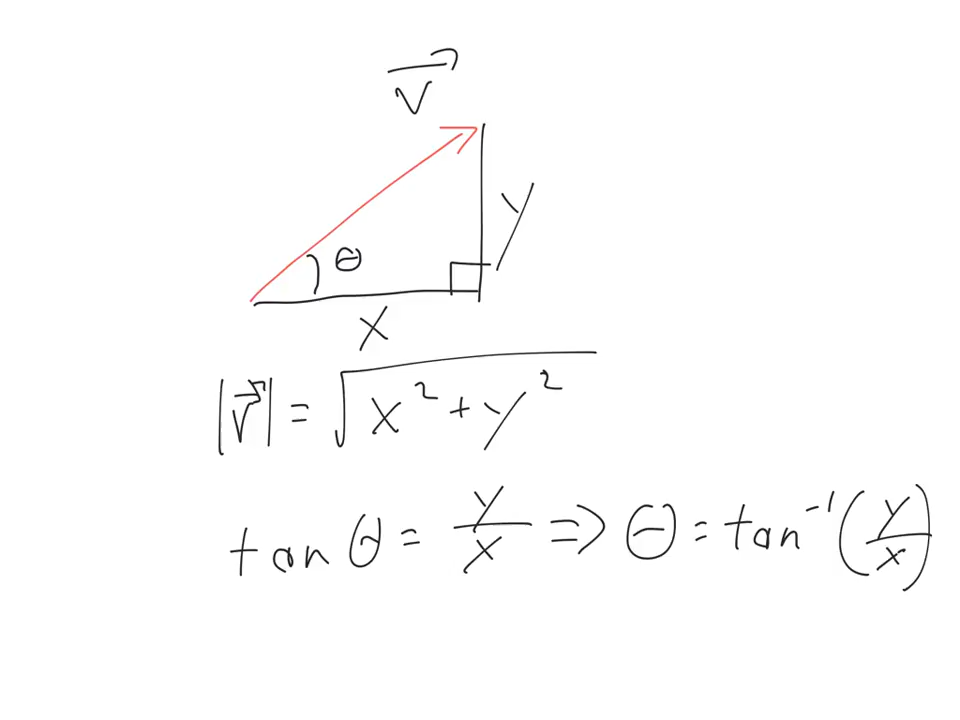 v⃗
θ
y
x
|v⃗| = √(x² + y²)
tan θ = y/x ⇒ θ = tan⁻¹(y/x)